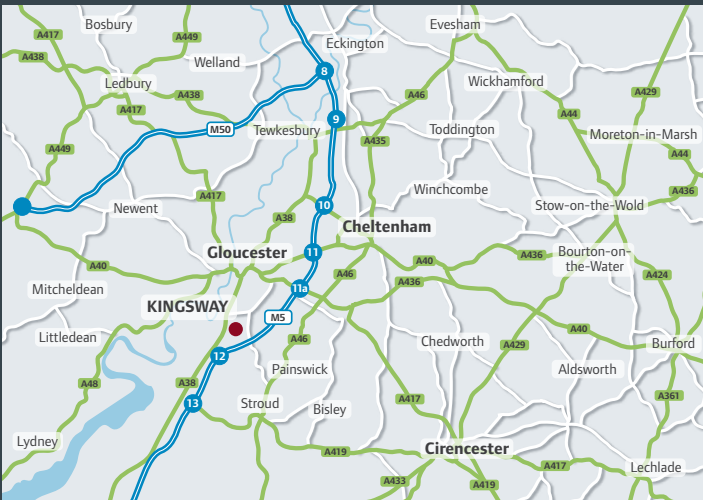 Bosbury
Evesham
A417
A449
Eckington
A438
Welland
8
Wickhamford
Ledbury
A429
A438
A46
A417
A44
9
M50
Tewkesbury
Toddington
Moreton-in-Marsh
A435
A449
A44
Winchcombe
A436
A417
10
Stow-on-the-Wold
Newent
A38
Cheltenham
Gloucester
11
A436
Bourton-on-
the-Water
A40
A40
A46
A424
A436
Mitcheldean
11a
KINGSWAY
M5
A40
Littledean
A46
Chedworth
A429
Burford
12
Painswick
Aldsworth
A48
A38
A361
A417
13
Stroud
Bisley
Lydney
A419
Cirencester
A417
Lechlade
A433
A419